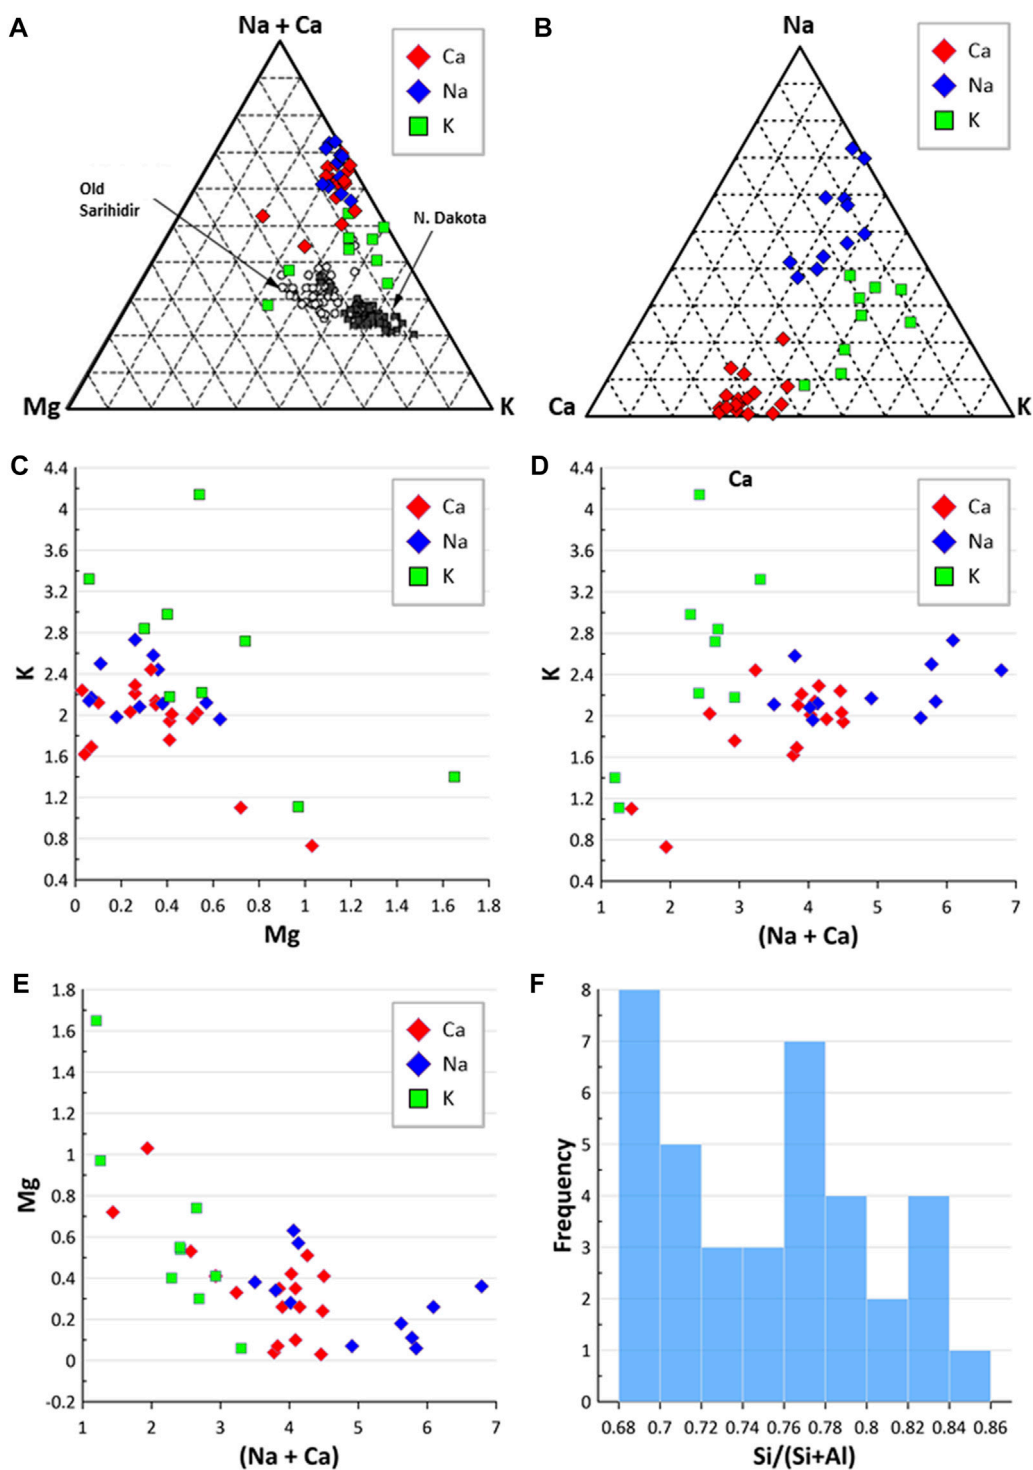 A
Na + Ca
Ca
Na
K
Old
Sarihidir
N. Dakota
Mg
K
B
Na
Ca
Na
K
Ca
K
C
4.4
4
3.6
3.2
2.8
2.4
2
1.6
1.2
0.8
0.4
K
Ca
Na
K
0 0.2 0.4 0.6 0.8 1 1.2 1.4 1.6 1.8
Mg
D
Ca
4.4
4
3.6
3.2
2.8
2.4
2
1.6
1.2
0.8
0.4
K
Ca
Na
K
1 2 3 4 5 6 7
(Na + Ca)
E
1.8
1.6
1.4
1.2
1
0.8
0.6
0.4
0.2
0
-0.2
Mg
Ca
Na
K
1 2 3 4 5 6 7
(Na + Ca)
F
8
7
6
5
4
3
2
1
0
Frequency
0.68 0.7 0.72 0.74 0.76 0.78 0.8 0.82 0.84 0.86
Si/(Si+Al)